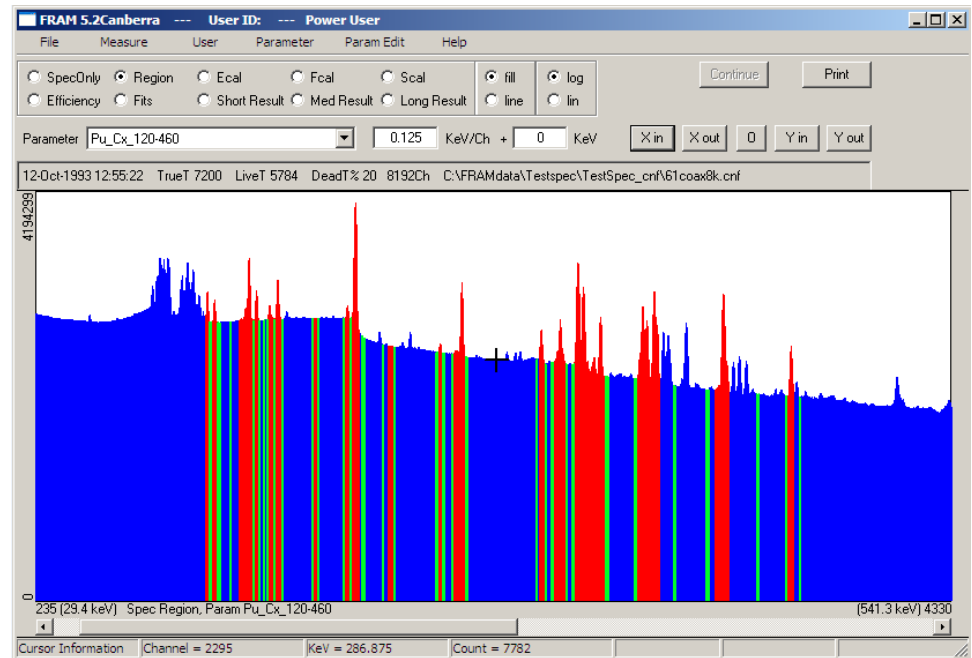 FRAM 5.2Canberra --- User ID: --- Power User
File Measure User Parameter Param Edit Help
SpecOnly Region Ecal Fcal Scal fill log Continue Print
Efficiency Fits Short Result Med Result Long Result line lin
Parameter Pu_Cx_120-460 0.125 KeV/Ch + 0 KeV X in X out 0 Y in Y out
12-Oct-1993 12:55:22 TrueT 7200 LiveT 5784 DeadT% 20 8192Ch C:\FRAMdata\Testspec\TestSpec_cnf\61coax8k.cnf
4194299
0
235 (29.4 keV) Spec Region, Param Pu_Cx_120-460 (541.3 keV) 4330
Cursor Information Channel = 2295 KeV = 286.875 Count = 7782